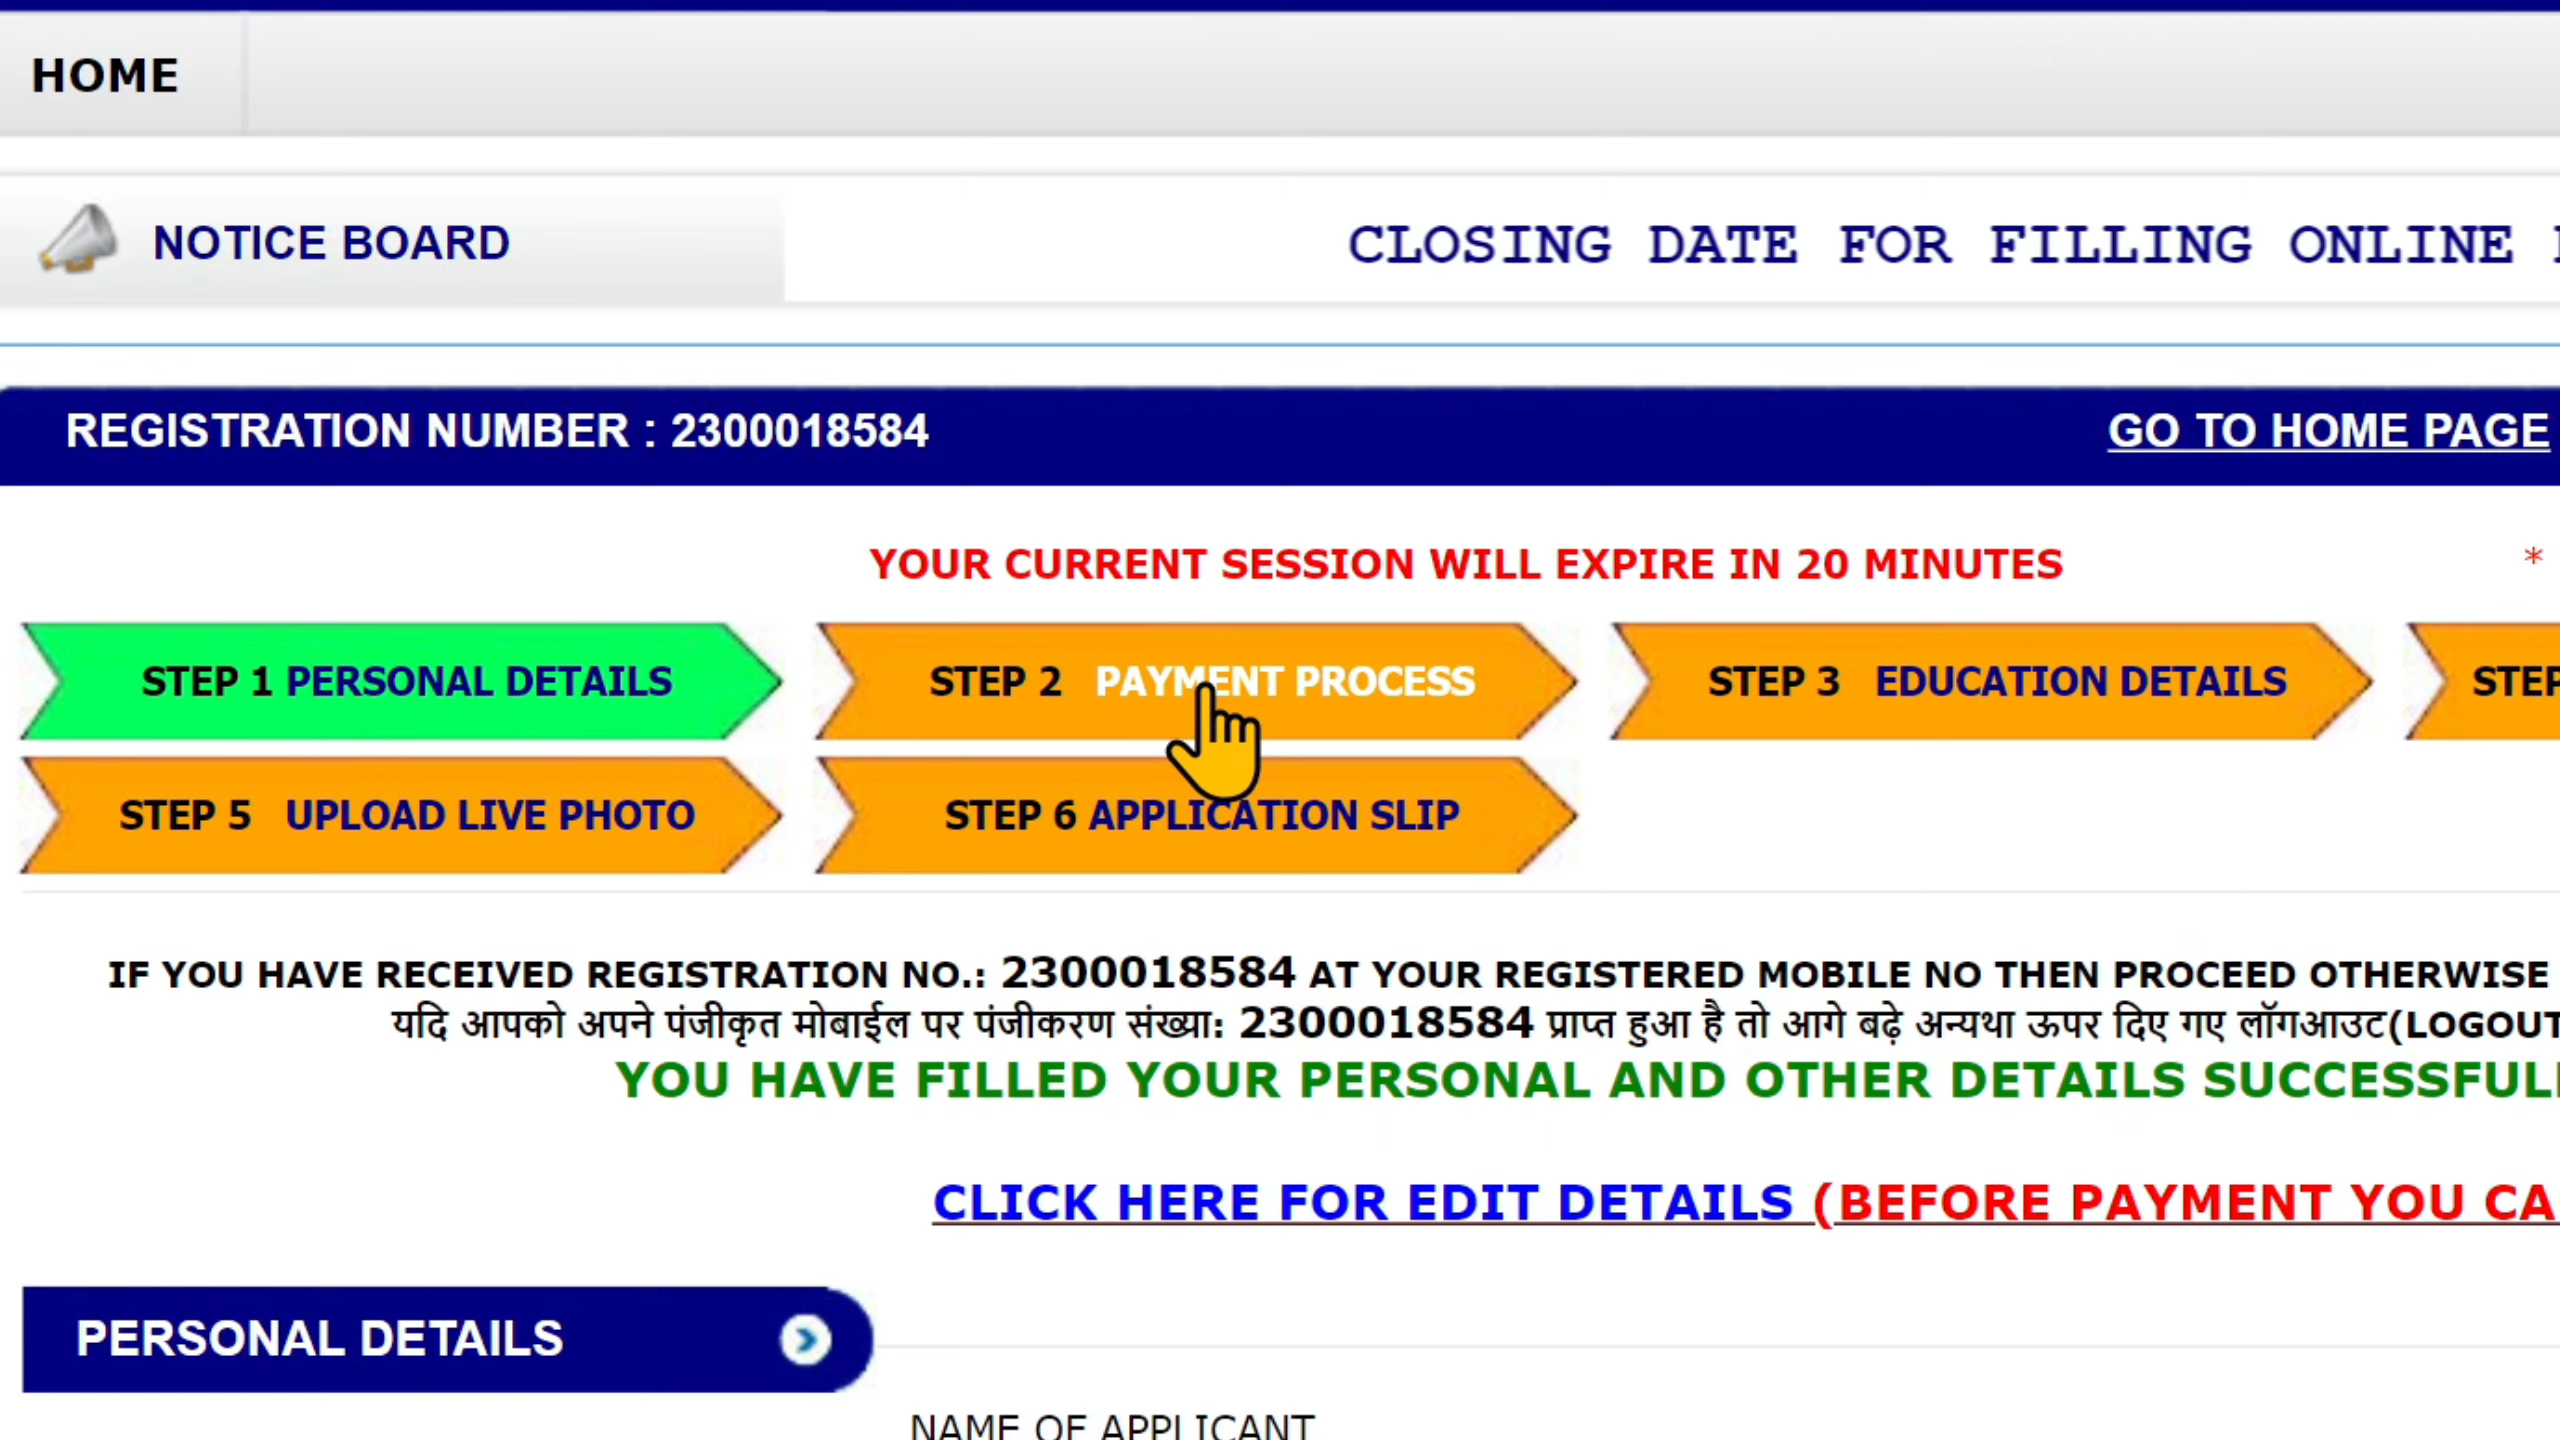 HOME
NOTICE BOARD
CLOSING DATE FOR FILLING ONLINE
REGISTRATION NUMBER : 2300018584
GO TO HOME PAGE
YOUR CURRENT SESSION WILL EXPIRE IN 20 MINUTES *
STEP 1 PERSONAL DETAILS
STEP 2 PAYMENT PROCESS
STEP 3 EDUCATION DETAILS
STEP
STEP 5 UPLOAD LIVE PHOTO
STEP 6 APPLICATION SLIP
IF YOU HAVE RECEIVED REGISTRATION NO.: 2300018584 AT YOUR REGISTERED MOBILE NO THEN PROCEED OTHERWISE
यदि आपको अपने पंजीकृत मोबाईल पर पंजीकरण संख्या: 2300018584 प्राप्त हुआ है तो आगे बढ़े अन्यथा ऊपर दिए गए लॉगआउट(LOGOUT
YOU HAVE FILLED YOUR PERSONAL AND OTHER DETAILS SUCCESSFULL
CLICK HERE FOR EDIT DETAILS (BEFORE PAYMENT YOU CA
PERSONAL DETAILS
NAME OF APPLICANT